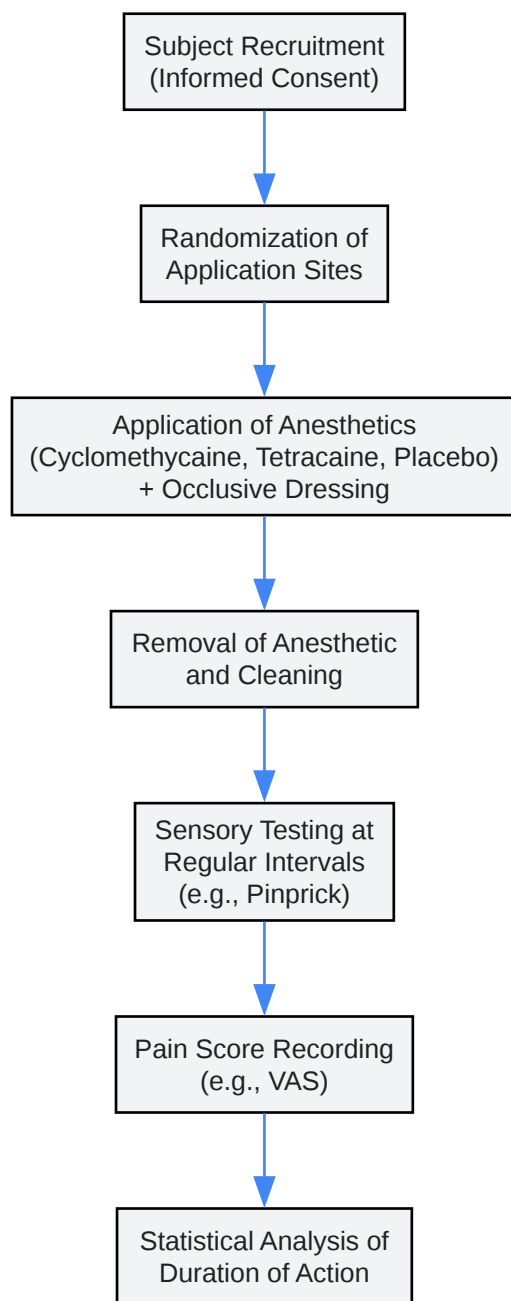 Subject Recruitment
(Informed Consent)
Randomization of
Application Sites
Application of Anesthetics
(Cyclomethycaine, Tetracaine, Placebo)
+ Occlusive Dressing
Removal of Anesthetic
and Cleaning
Sensory Testing at
Regular Intervals
(e.g., Pinprick)
Pain Score Recording
(e.g., VAS)
Statistical Analysis of
Duration of Action